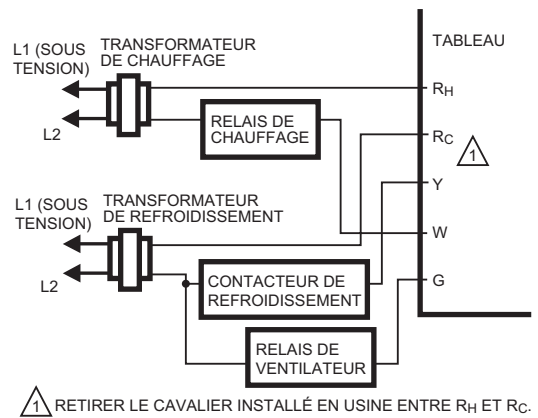 L1 (SOUS
TENSION)
TRANSFORMATEUR
DE CHAUFFAGE
TABLEAU
RH
L2
RELAIS DE
CHAUFFAGE
RC
1
Y
L1 (SOUS
TENSION)
TRANSFORMATEUR
DE REFROIDISSEMENT
W
L2
CONTACTEUR DE
REFROIDISSEMENT
G
RELAIS DE
VENTILATEUR
1 RETIRER LE CAVALIER INSTALLÉ EN USINE ENTRE RH ET RC.